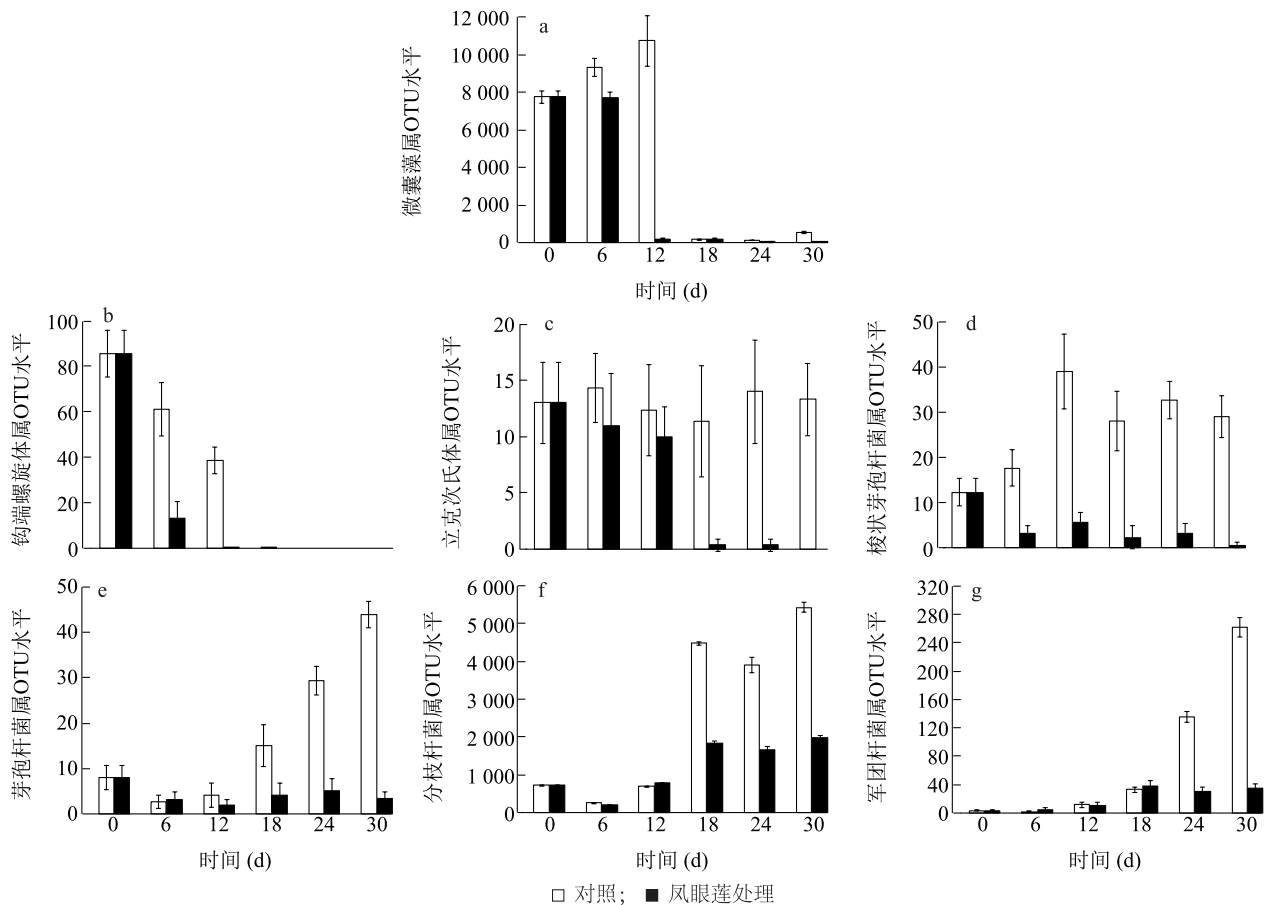 a
微囊藻属OTU水平
12 000
10 000
8 000
6 000
4 000
2 000
0
0 6 12 18 24 30
时间 (d)
b
钩端螺旋体属OTU水平
100
80
60
40
20
0
c
立克次氏体属OTU水平
20
15
10
5
0
d
梭状芽孢杆菌属OTU水平
50
40
30
20
10
0
e
芽孢杆菌属OTU水平
50
40
30
20
10
0
0 6 12 18 24 30
时间 (d)
f
分枝杆菌属OTU水平
6 000
5 000
4 000
3 000
2 000
1 000
0
0 6 12 18 24 30
时间 (d)
g
军团杆菌属OTU水平
320
280
240
200
160
120
80
40
0
0 6 12 18 24 30
时间 (d)
□ 对照; ■ 凤眼莲处理